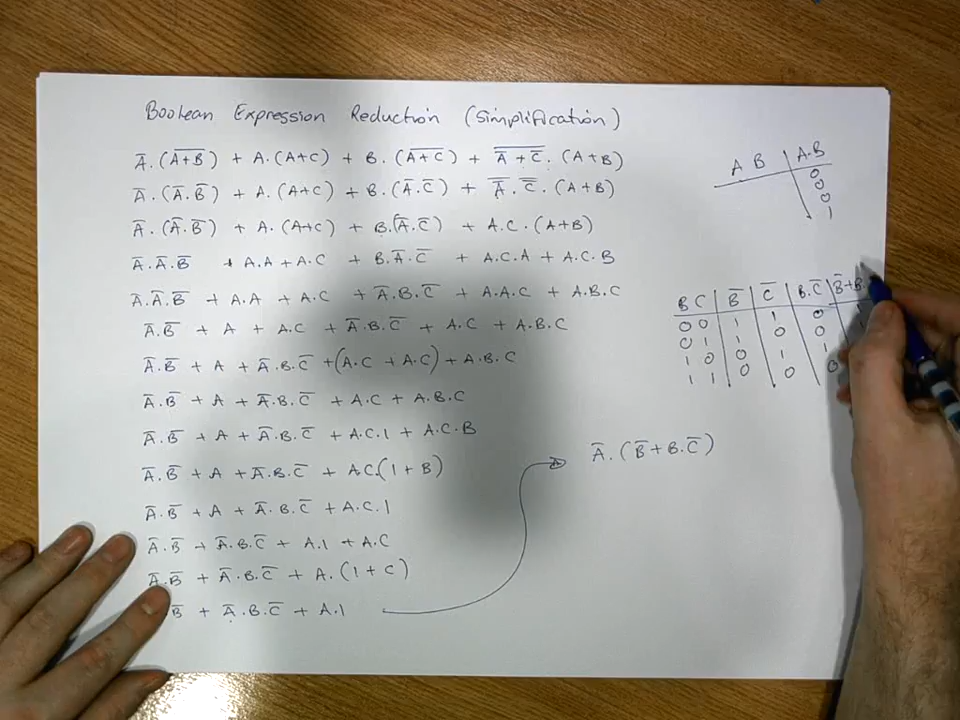 Boolean Expression Reduction (Simplification)
A̅.(A̅+̅B̅) + A.(A+C) + B.(A̅+̅C̅) + A̿+̅C̿.(A+B)
A̅.(A̅.B̅) + A.(A+C) + B.(A̅.C̅) + A̿.C̿.(A+B)
A̅.(A̅.B̅) + A.(A+C) + B.(A̅.C̅) + A.C.(A+B)
A̅.A̅.B̅ + A.A + A.C + B.A̅.C̅ + A.C.A + A.C.B
A̅.A̅.B̅ + A.A + A.C + A̅.B.C̅ + A.A.C + A.B.C
A̅.B̅ + A + A.C + A̅.B.C̅ + A.C + A.B.C
A̅.B̅ + A + A̅.B.C̅ + (A.C + A.C) + A.B.C
A̅.B̅ + A + A̅.B.C̅ + A.C + A.B.C
A̅.B̅ + A + A̅.B.C̅ + A.C.1 + A.C.B
A̅.B̅ + A + A̅.B.C̅ + A.C(1+B)
A̅.B̅ + A + A̅.B.C̅ + A.C.1
A̅.B̅ + A̅.B.C̅ + A.1 + A.C
A̅.B̅ + A̅.B.C̅ + A.(1+C)
B̅ + A̅.B.C̅ + A.1
A̅.(B̅+B.C̅)
A B A.B
0
0
0
1
B C B̅ C̅ B.C̅ B̅+B.
0 0 1 1 0
0 1 1 0 0
1 0 0 1 1
1 1 0 0 0